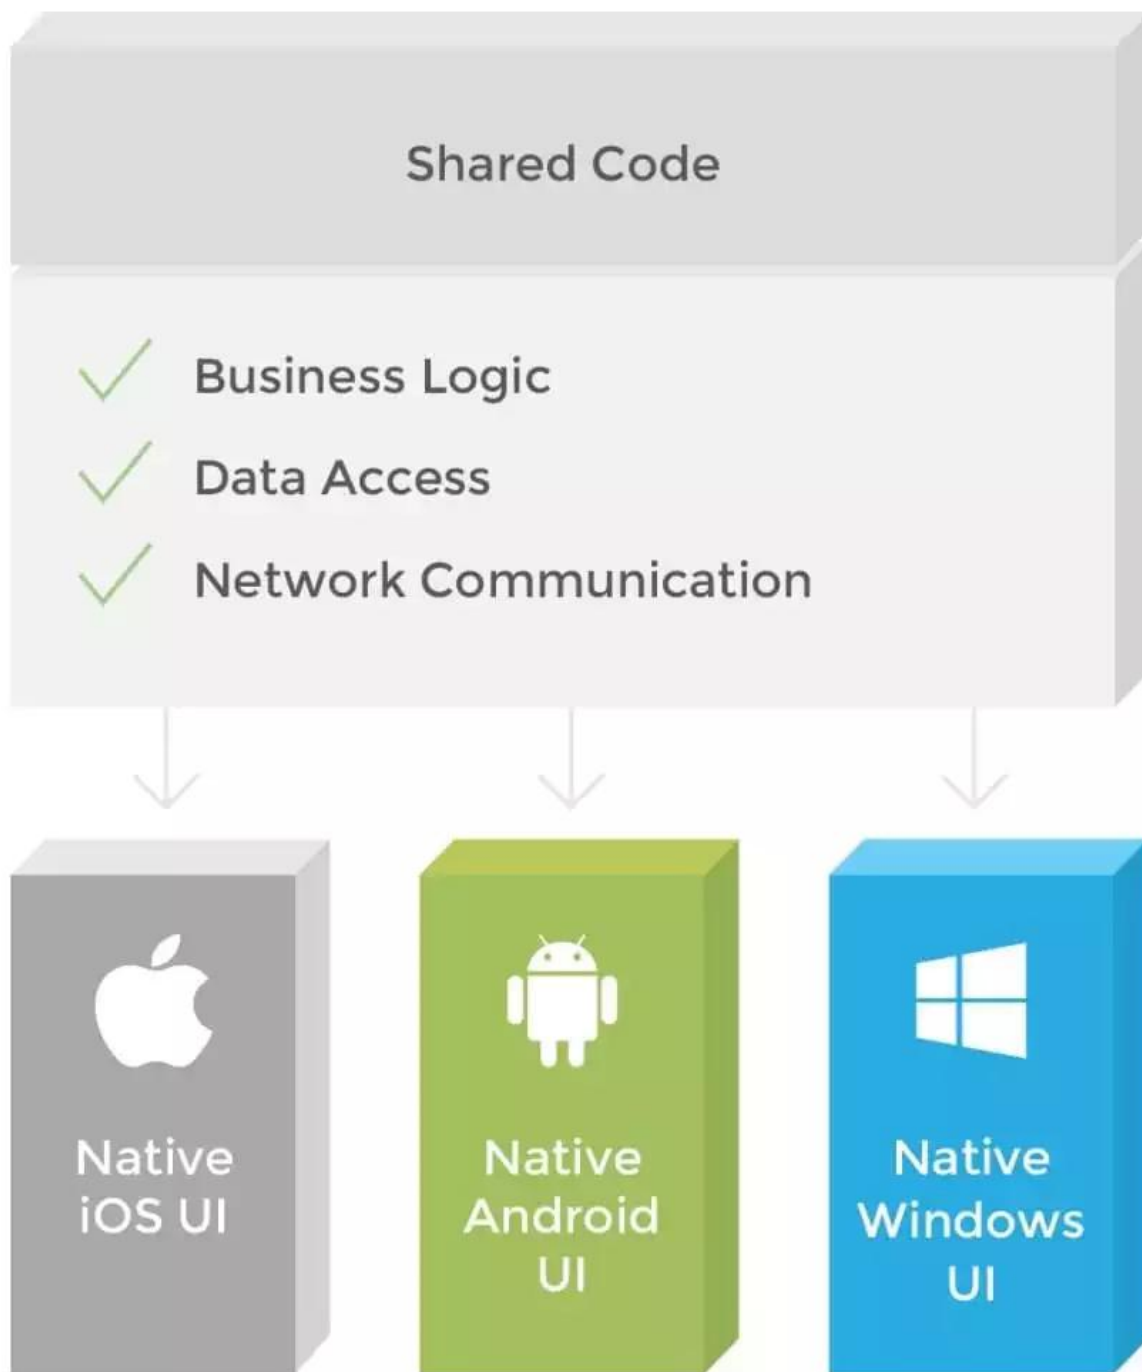 Shared Code
Business Logic
Data Access
Network Communication
Native
iOS UI
Native
Android
UI
Native
Windows
UI